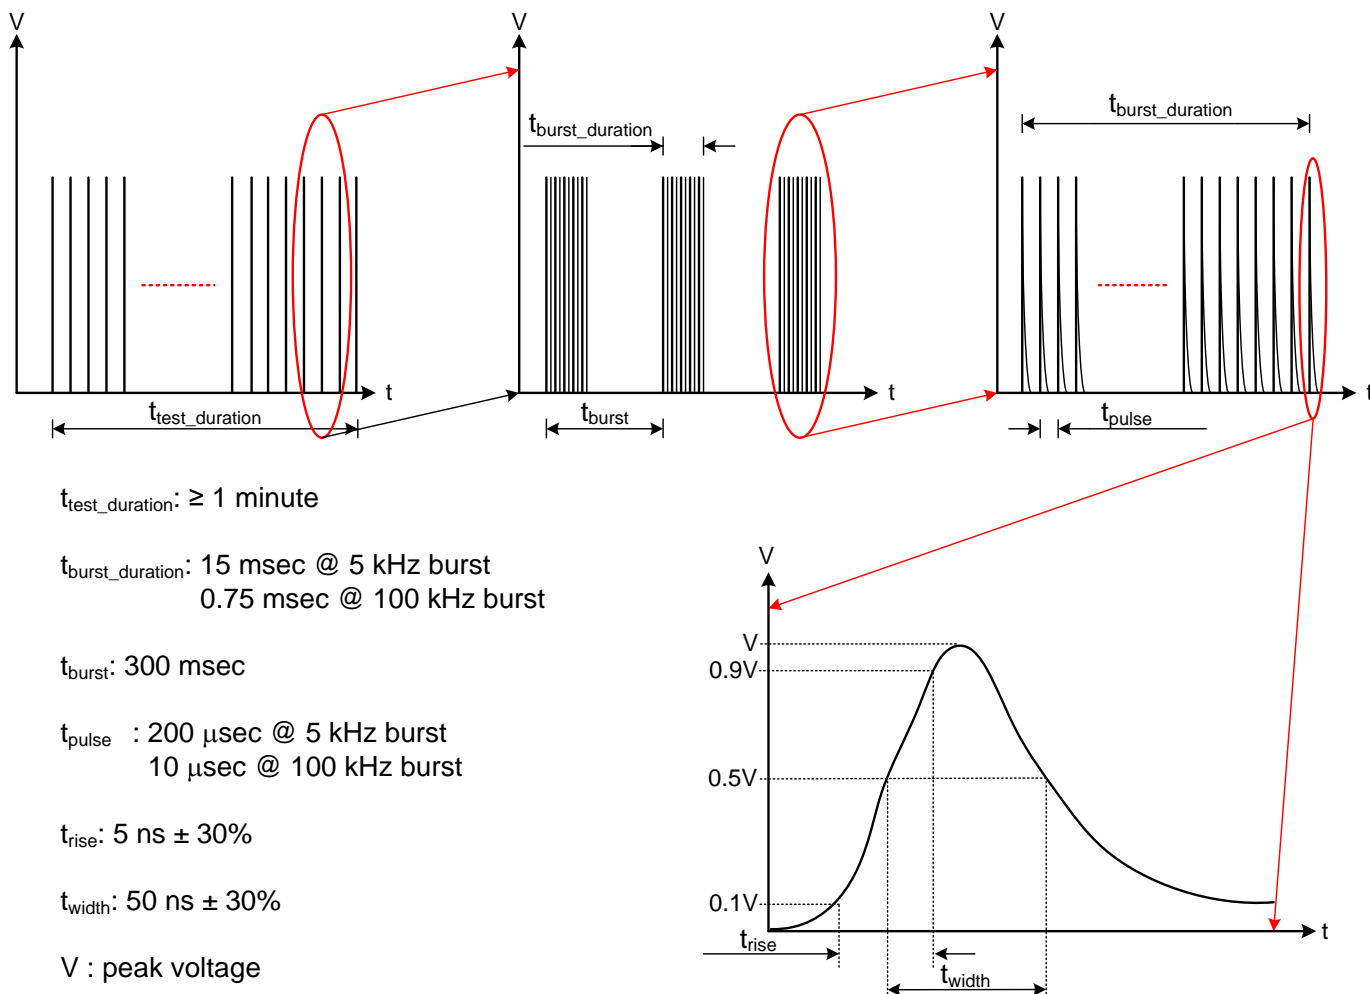 V
V
V
t_burst_duration
t_burst_duration
t
t
t
t_test_duration
t_burst
t_pulse
t_test_duration: ≥ 1 minute
t_burst_duration: 15 msec @ 5 kHz burst
0.75 msec @ 100 kHz burst
t_burst: 300 msec
t_pulse : 200 μsec @ 5 kHz burst
10 μsec @ 100 kHz burst
t_rise: 5 ns ± 30%
t_width: 50 ns ± 30%
V : peak voltage
V
V
0.9V
0.5V
0.1V
t
t_rise
t_width